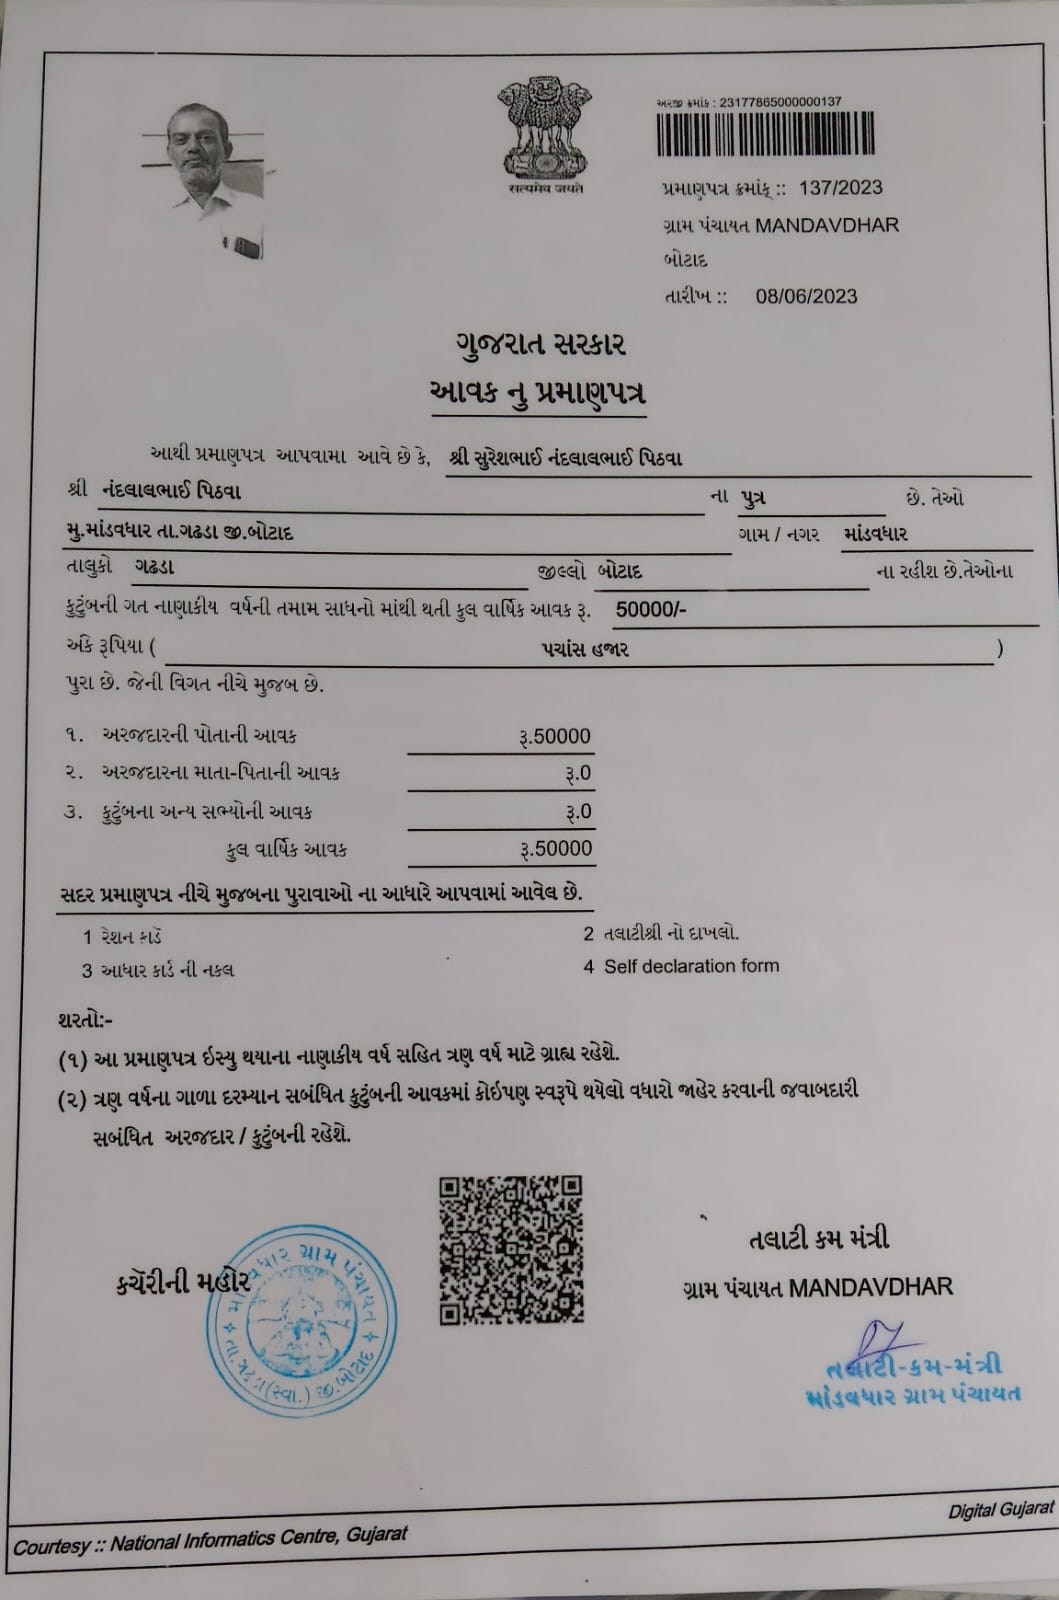 અરજી ક્રમાંક : 23177865000000137
सत्यमेव जयते
પ્રમાણપત્ર ક્રમાંક :: 137/2023
ગ્રામ પંચાયત MANDAVDHAR
બોટાદ
તારીખ :: 08/06/2023
ગુજરાત સરકાર
આવક નુ પ્રમાણપત્ર
આથી પ્રમાણપત્ર આપવામા આવે છે કે, શ્રી સુરેશભાઈ નંદલાલભાઈ પિઠવા
શ્રી નંદલાલભાઈ પિઠવા ના પુત્ર છે. તેઓ
મુ.માંડવધાર તા.ગઢડા જી.બોટાદ ગામ / નગર માંડવધાર
તાલુકો ગઢડા જીલ્લો બોટાદ ના રહીશ છે.તેઓના
કુટુંબની ગત નાણાકીય વર્ષની તમામ સાધનો માંથી થતી કુલ વાર્ષિક આવક રૂ. 50000/-
અંકે રૂપિયા ( પચાંસ હજાર )
પુરા છે. જેની વિગત નીચે મુજબ છે.
૧. અરજદારની પોતાની આવક રૂ.50000
૨. અરજદારના માતા-પિતાની આવક રૂ.0
૩. કુટુંબના અન્ય સભ્યોની આવક રૂ.0
કુલ વાર્ષિક આવક રૂ.50000
સદર પ્રમાણપત્ર નીચે મુજબના પુરાવાઓ ના આધારે આપવામાં આવેલ છે.
1 રેશન કાર્ડ 2 તલાટીશ્રી નો દાખલો.
3 આધાર કાર્ડ ની નકલ 4 Self declaration form
શરતો:-
(૧) આ પ્રમાણપત્ર ઇસ્યુ થયાના નાણાકીય વર્ષ સહિત ત્રણ વર્ષ માટે ગ્રાહ્ય રહેશે.
(૨) ત્રણ વર્ષના ગાળા દરમ્યાન સબંધિત કુટુંબની આવકમાં કોઇપણ સ્વરૂપે થયેલો વધારો જાહેર કરવાની જવાબદારી
સબંધિત અરજદાર / કુટુંબની રહેશે.
તલાટી કમ મંત્રી
કચૅરીની મહોર
ગ્રામ પંચાયત MANDAVDHAR
માંડવધાર ગ્રામ પંચાયત
તા.ગઢડા(સ્વા.) જી.બોટાદ
તલાટી-કમ-મંત્રી
માંડવધાર ગ્રામ પંચાયત
Digital Gujarat
Courtesy :: National Informatics Centre, Gujarat